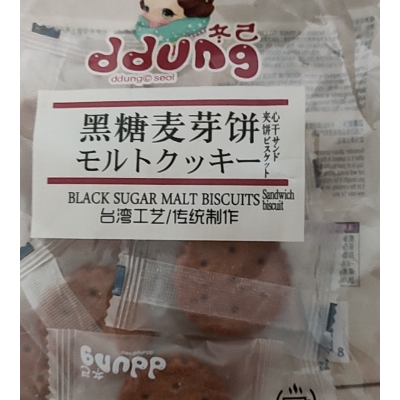 ddung 冬己
ddung© seol
黑糖麦芽饼
夹心饼干
サンドビスケット
モルトクッキー
BLACK SUGAR MALT BISCUITS
Sandwich biscuit
台湾工艺/传统制作
ddung